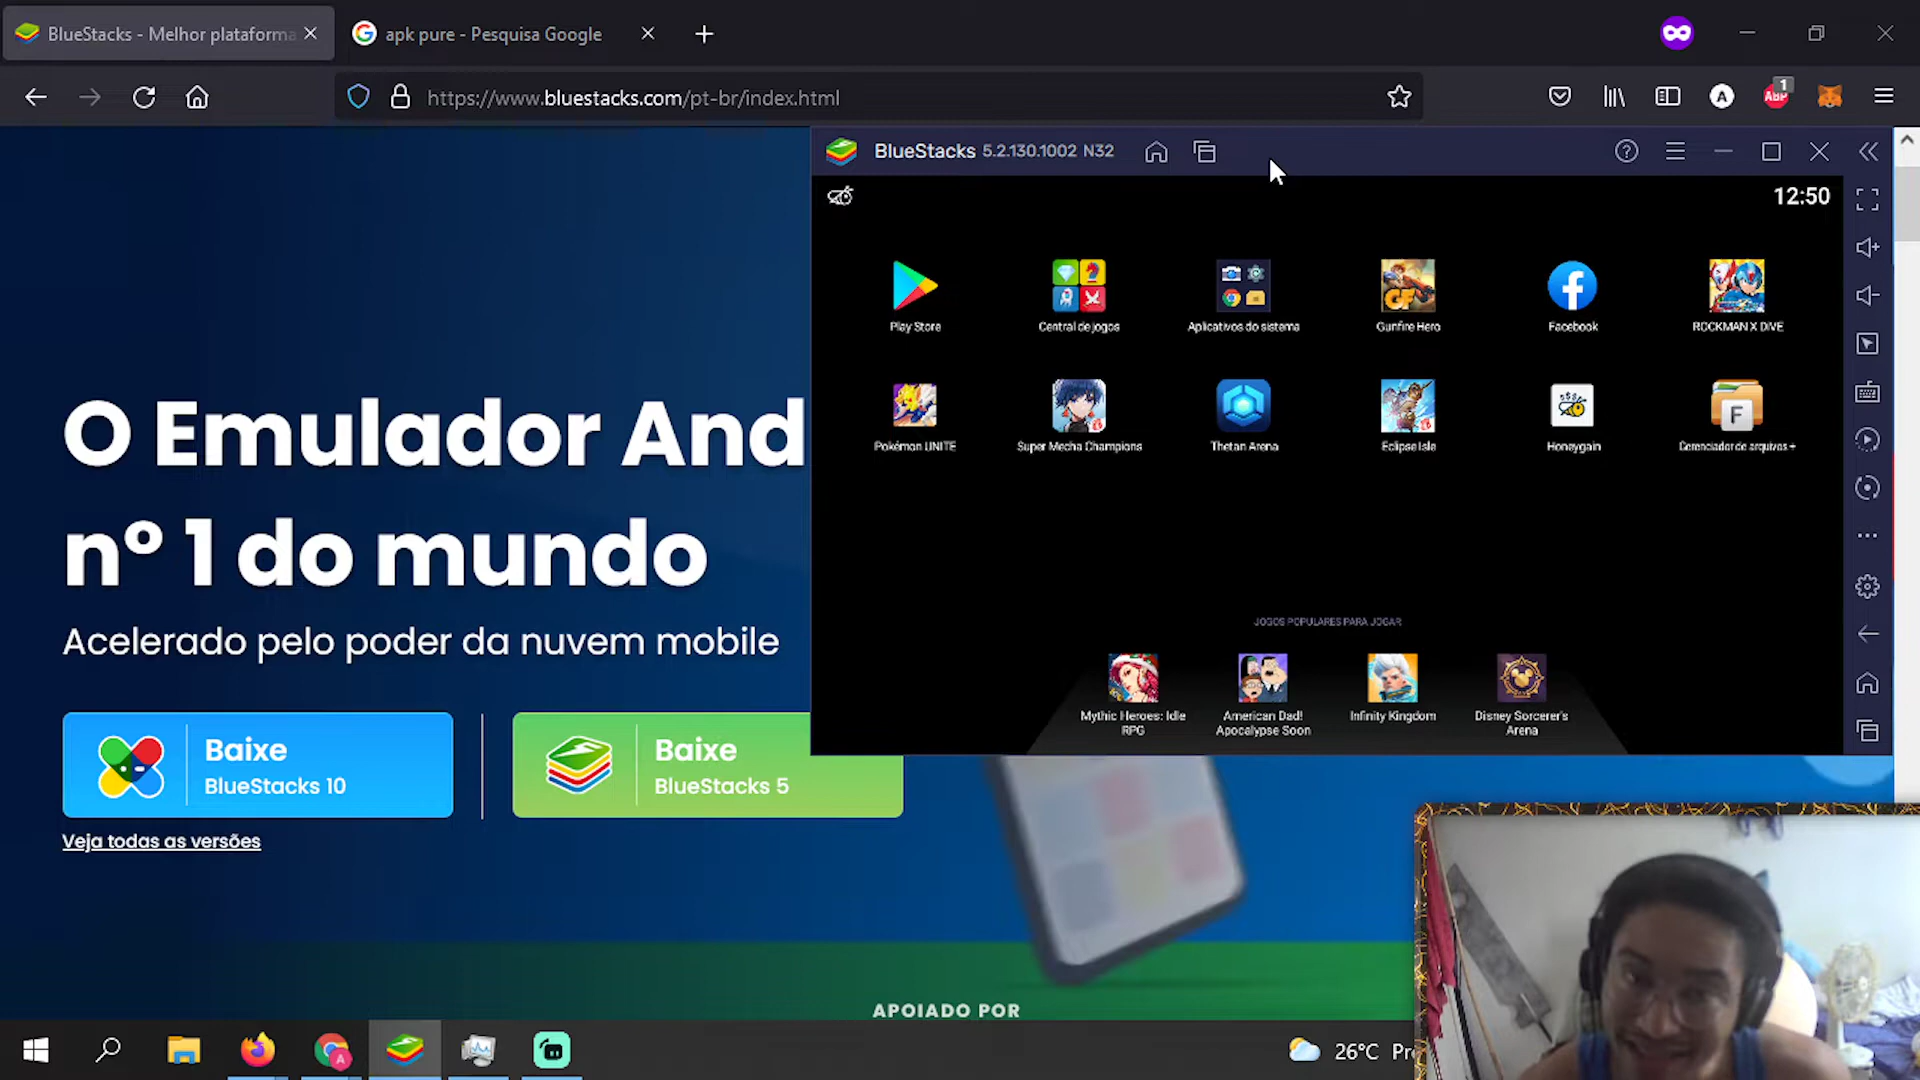 BlueStacks - Melhor plataforma
apk pure - Pesquisa Google
https://www.bluestacks.com/pt-br/index.html
ABP
1
A
BlueStacks 5.2.130.1002 N32
12:50
Play Store
Central de jogos
Aplicativos do sistema
GF
Gunfire Hero
Facebook
ROCKMAN X DiVE
Pokémon UNITE
Super Mecha Champions
Thetan Arena
Eclipse Isle
Honeygain
F
Gerenciador de arquivos +
JOGOS POPULARES PARA JOGAR
Mythic Heroes: Idle
RPG
American Dad!
Apocalypse Soon
Infinity Kingdom
Disney Sorcerer's
Arena
O Emulador And
nº 1 do mundo
Acelerado pelo poder da nuvem mobile
Baixe
BlueStacks 10
Baixe
BlueStacks 5
Veja todas as versões
APOIADO POR
A
26°C